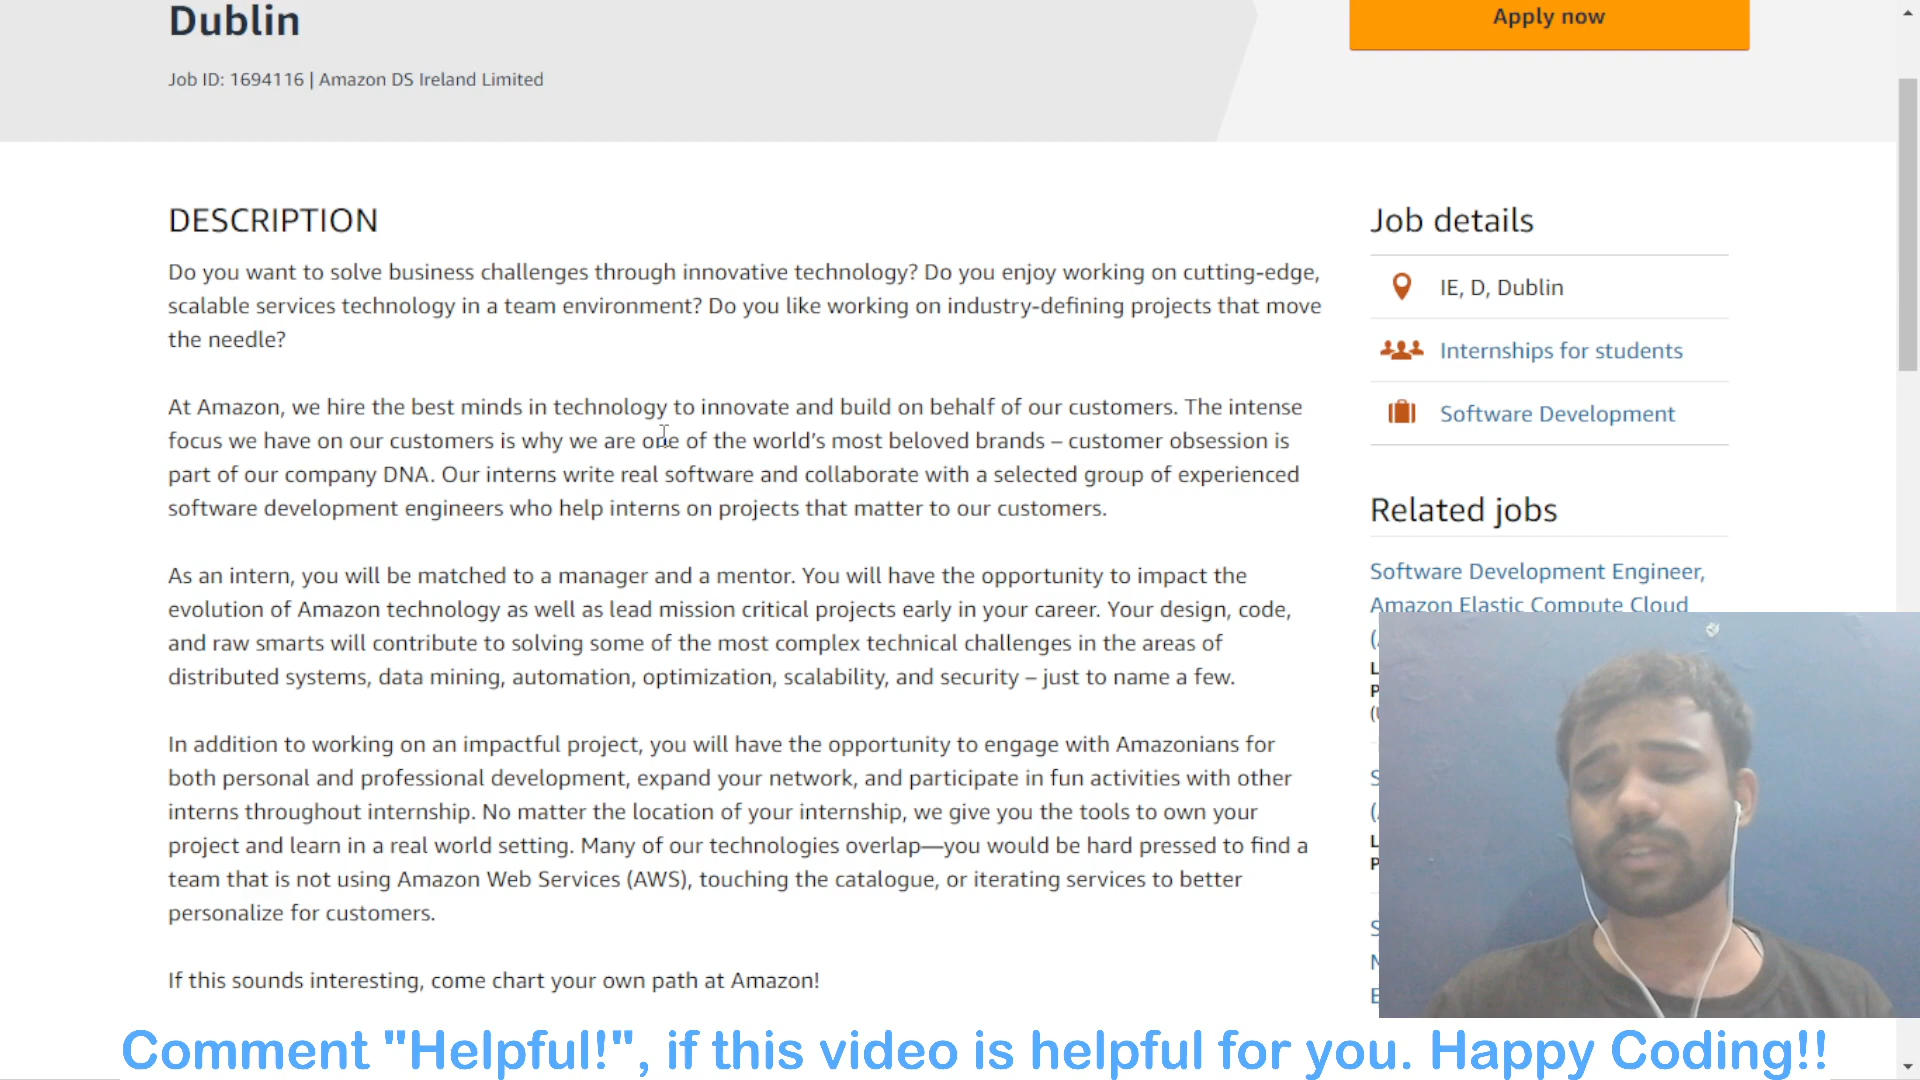 Dublin
Apply now
Job ID: 1694116 | Amazon DS Ireland Limited
DESCRIPTION
Do you want to solve business challenges through innovative technology? Do you enjoy working on cutting-edge,
scalable services technology in a team environment? Do you like working on industry-defining projects that move
the needle?
At Amazon, we hire the best minds in technology to innovate and build on behalf of our customers. The intense
focus we have on our customers is why we are one of the world’s most beloved brands – customer obsession is
part of our company DNA. Our interns write real software and collaborate with a selected group of experienced
software development engineers who help interns on projects that matter to our customers.
As an intern, you will be matched to a manager and a mentor. You will have the opportunity to impact the
evolution of Amazon technology as well as lead mission critical projects early in your career. Your design, code,
and raw smarts will contribute to solving some of the most complex technical challenges in the areas of
distributed systems, data mining, automation, optimization, scalability, and security – just to name a few.
In addition to working on an impactful project, you will have the opportunity to engage with Amazonians for
both personal and professional development, expand your network, and participate in fun activities with other
interns throughout internship. No matter the location of your internship, we give you the tools to own your
project and learn in a real world setting. Many of our technologies overlap—you would be hard pressed to find a
team that is not using Amazon Web Services (AWS), touching the catalogue, or iterating services to better
personalize for customers.
If this sounds interesting, come chart your own path at Amazon!
Job details
IE, D, Dublin
Internships for students
Software Development
Related jobs
Software Development Engineer,
Amazon Elastic Compute Cloud
Comment "Helpful!", if this video is helpful for you. Happy Coding!!